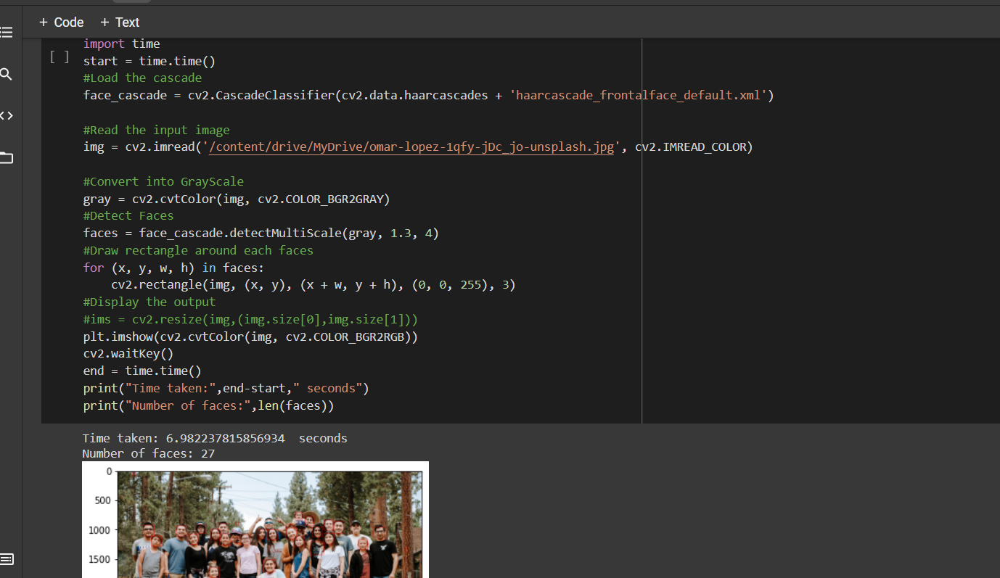 + Code + Text
import time
[ ]
start = time.time()
#Load the cascade
face_cascade = cv2.CascadeClassifier(cv2.data.haarcascades + 'haarcascade_frontalface_default.xml')
#Read the input image
img = cv2.imread('/content/drive/MyDrive/omar-lopez-1qfy-jDc_jo-unsplash.jpg', cv2.IMREAD_COLOR)
#Convert into GrayScale
gray = cv2.cvtColor(img, cv2.COLOR_BGR2GRAY)
#Detect Faces
faces = face_cascade.detectMultiScale(gray, 1.3, 4)
#Draw rectangle around each faces
for (x, y, w, h) in faces:
    cv2.rectangle(img, (x, y), (x + w, y + h), (0, 0, 255), 3)
#Display the output
#ims = cv2.resize(img,(img.size[0],img.size[1]))
plt.imshow(cv2.cvtColor(img, cv2.COLOR_BGR2RGB))
cv2.waitKey()
end = time.time()
print("Time taken:",end-start," seconds")
print("Number of faces:",len(faces))
Time taken: 6.982237815856934  seconds
Number of faces: 27
0
500
1000
1500